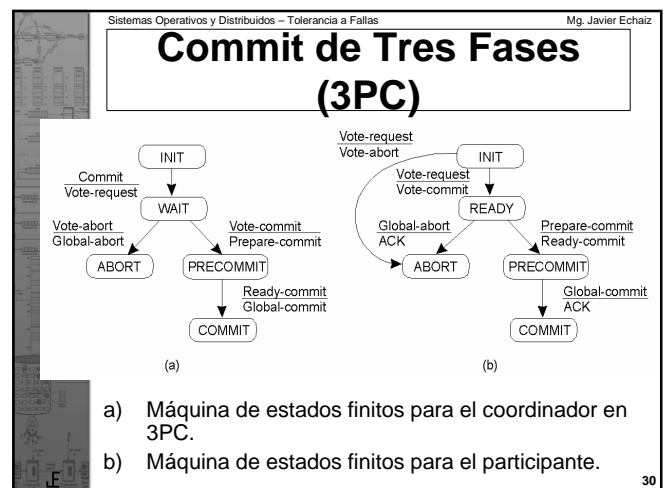 Sistemas Operativos y Distribuidos – Tolerancia a Fallas
Mg. Javier Echaiz
Commit de Tres Fases
(3PC)
INIT
Commit
Vote-request
WAIT
Vote-abort
Global-abort
Vote-commit
Prepare-commit
ABORT
PRECOMMIT
Ready-commit
Global-commit
COMMIT
(a)
Vote-request
Vote-abort
INIT
Vote-request
Vote-commit
READY
Global-abort
ACK
Prepare-commit
Ready-commit
ABORT
PRECOMMIT
Global-commit
ACK
COMMIT
(b)
a) Máquina de estados finitos para el coordinador en
3PC.
b) Máquina de estados finitos para el participante.
JE
30